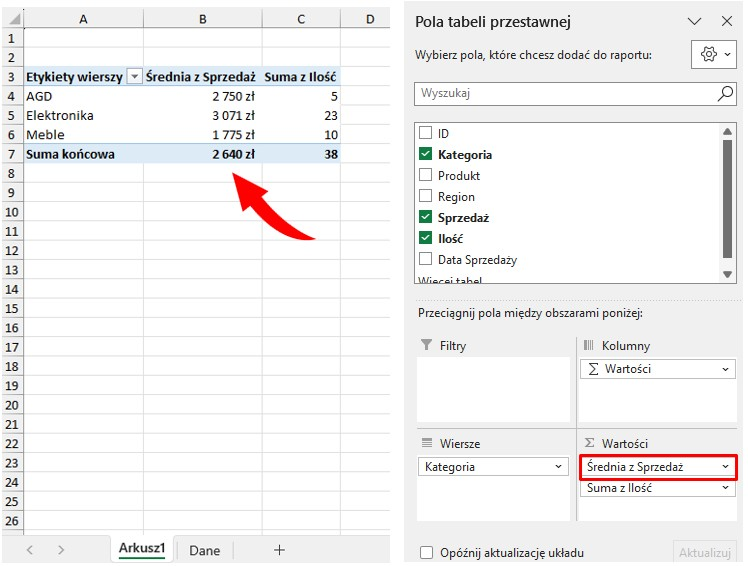 A B C D
1
2
3 Etykiety wierszy Średnia z Sprzedaż Suma z Ilość
4 AGD 2 750 zł 5
5 Elektronika 3 071 zł 23
6 Meble 1 775 zł 10
7 Suma końcowa 2 640 zł 38
8
9
10
11
12
13
14
15
16
17
18
19
20
21
22
23
24
25
26
Arkusz1 Dane
Pola tabeli przestawnej
Wybierz pola, które chcesz dodać do raportu:
Wyszukaj
ID
Kategoria
Produkt
Region
Sprzedaż
Ilość
Data Sprzedaży
Więcej tabel
Przeciągnij pola między obszarami poniżej:
Filtry
Kolumny
Σ Wartości
Wiersze
Kategoria
Σ Wartości
Średnia z Sprzedaż
Suma z Ilość
Opóźnij aktualizację układu
Aktualizuj